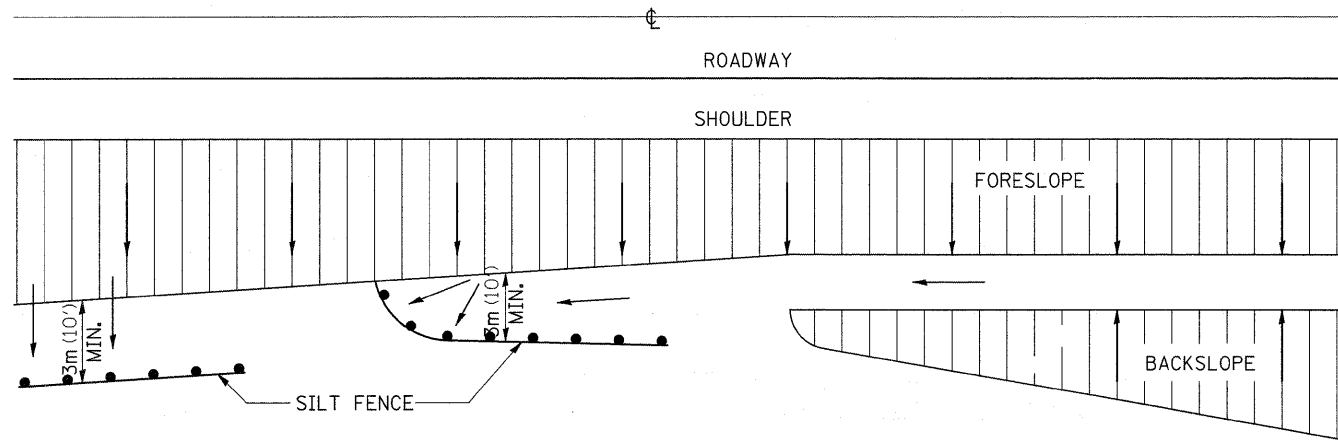 ℄
ROADWAY
SHOULDER
FORESLOPE
3m (10')
MIN.
3m (10')
MIN.
BACKSLOPE
SILT FENCE